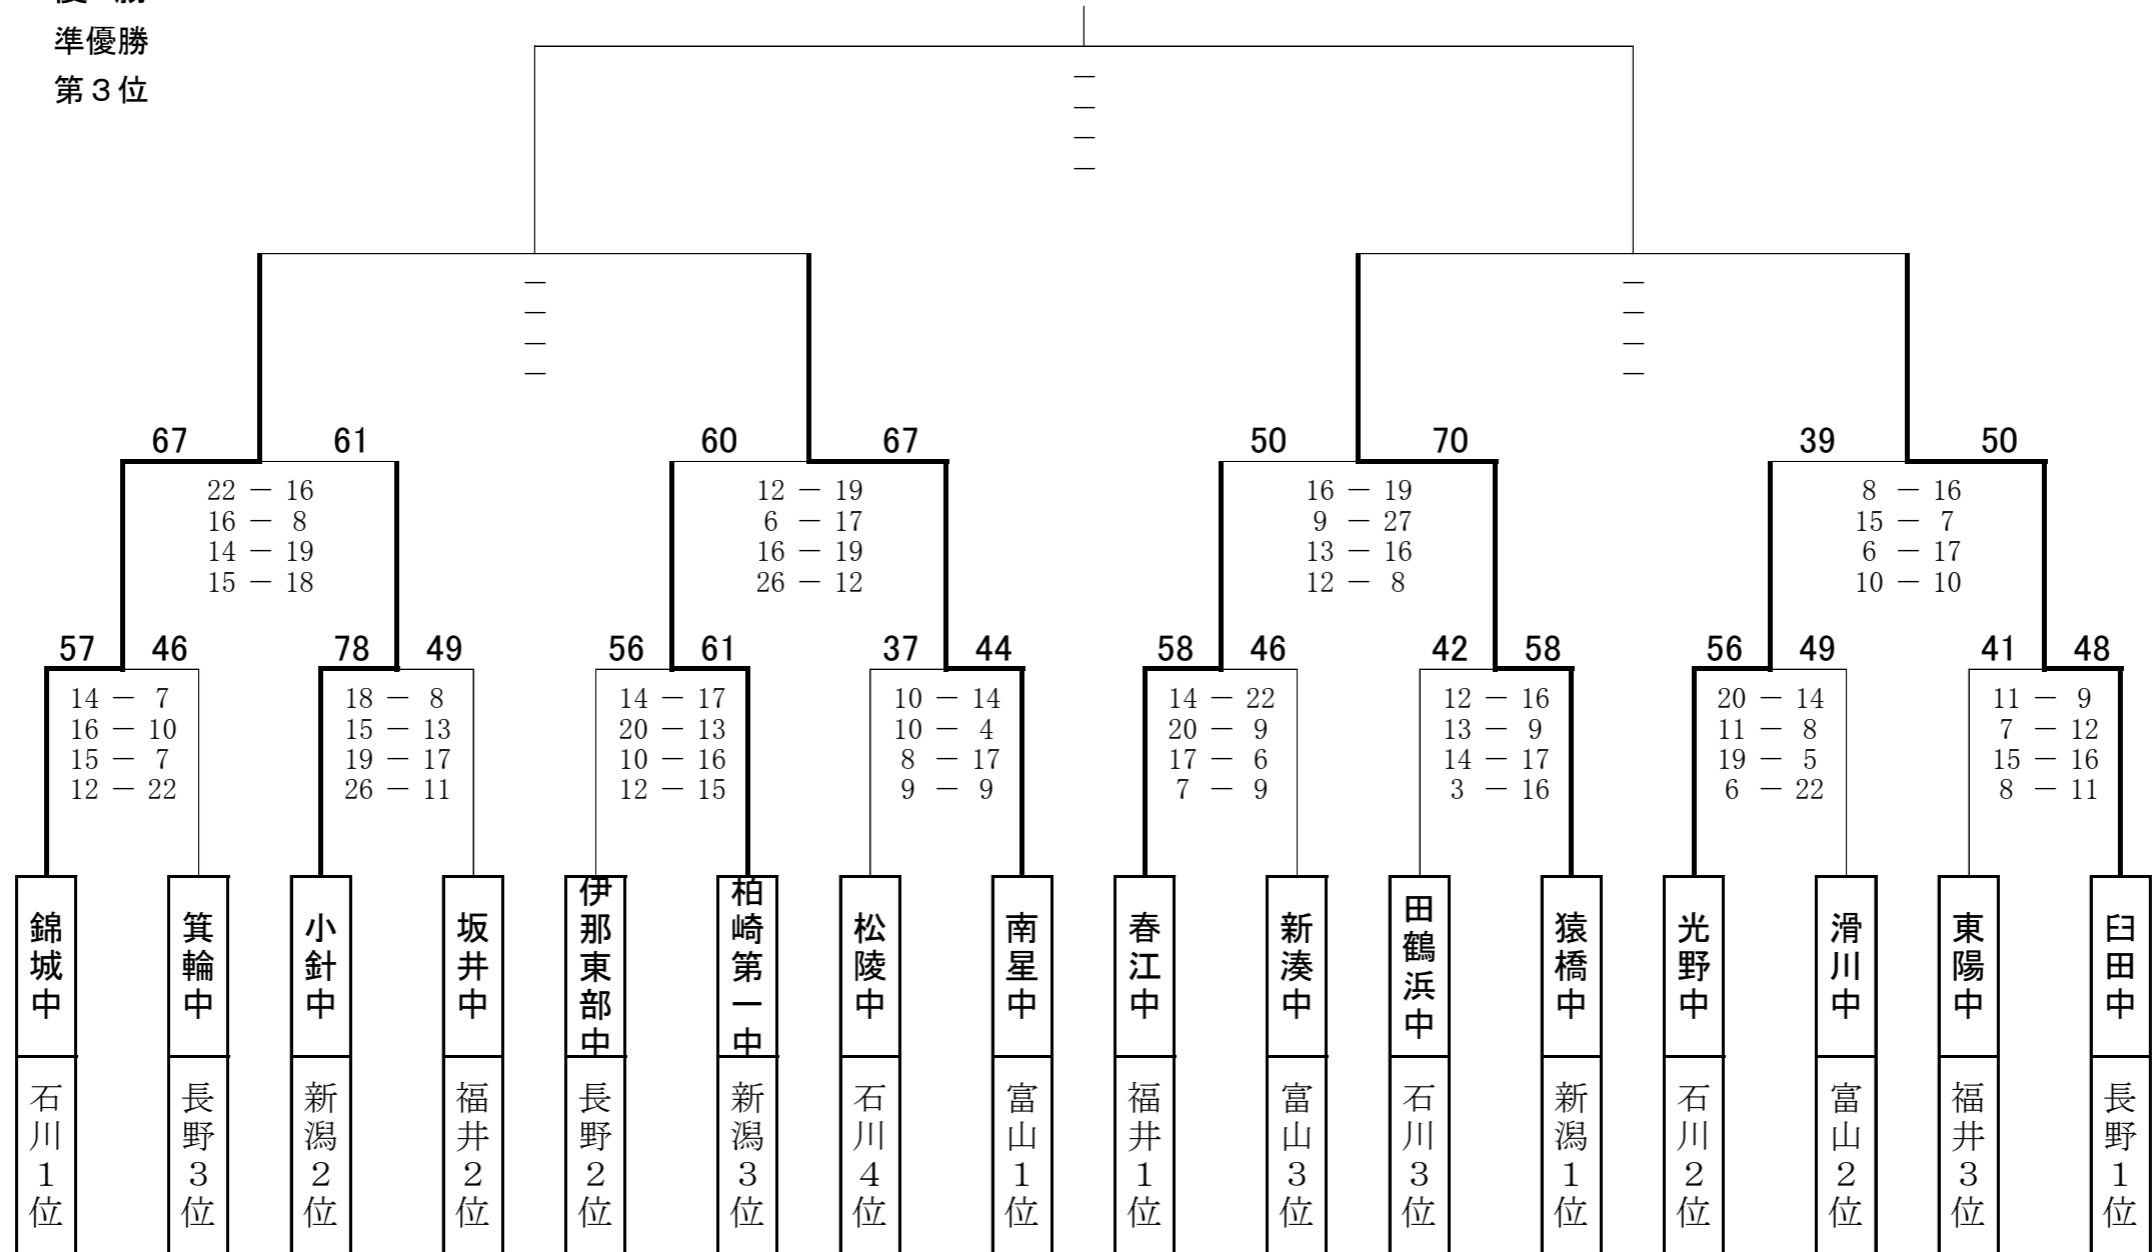 準優勝
第３位
－
－
－
－
－
－
－
－
－
－
－
－
67 61 60 67 50 70 39 50
22 － 16 12 － 19 16 － 19 8 － 16
16 － 8 6 － 17 9 － 27 15 － 7
14 － 19 16 － 19 13 － 16 6 － 17
15 － 18 26 － 12 12 － 8 10 － 10
57 46 78 49 56 61 37 44 58 46 42 58 56 49 41 48
14 － 7 18 － 8 14 － 17 10 － 14 14 － 22 12 － 16 20 － 14 11 － 9
16 － 10 15 － 13 20 － 13 10 － 4 20 － 9 13 － 9 11 － 8 7 － 12
15 － 7 19 － 17 10 － 16 8 － 17 17 － 6 14 － 17 19 － 5 15 － 16
12 － 22 26 － 11 12 － 15 9 － 9 7 － 9 3 － 16 6 － 22 8 － 11
錦城中
箕輪中
小針中
坂井中
伊那東部中
柏崎第一中
松陵中
南星中
春江中
新湊中
田鶴浜中
猿橋中
光野中
滑川中
東陽中
臼田中
石川１位
長野３位
新潟２位
福井２位
長野２位
新潟３位
石川４位
富山１位
福井１位
富山３位
石川３位
新潟１位
石川２位
富山２位
福井３位
長野１位